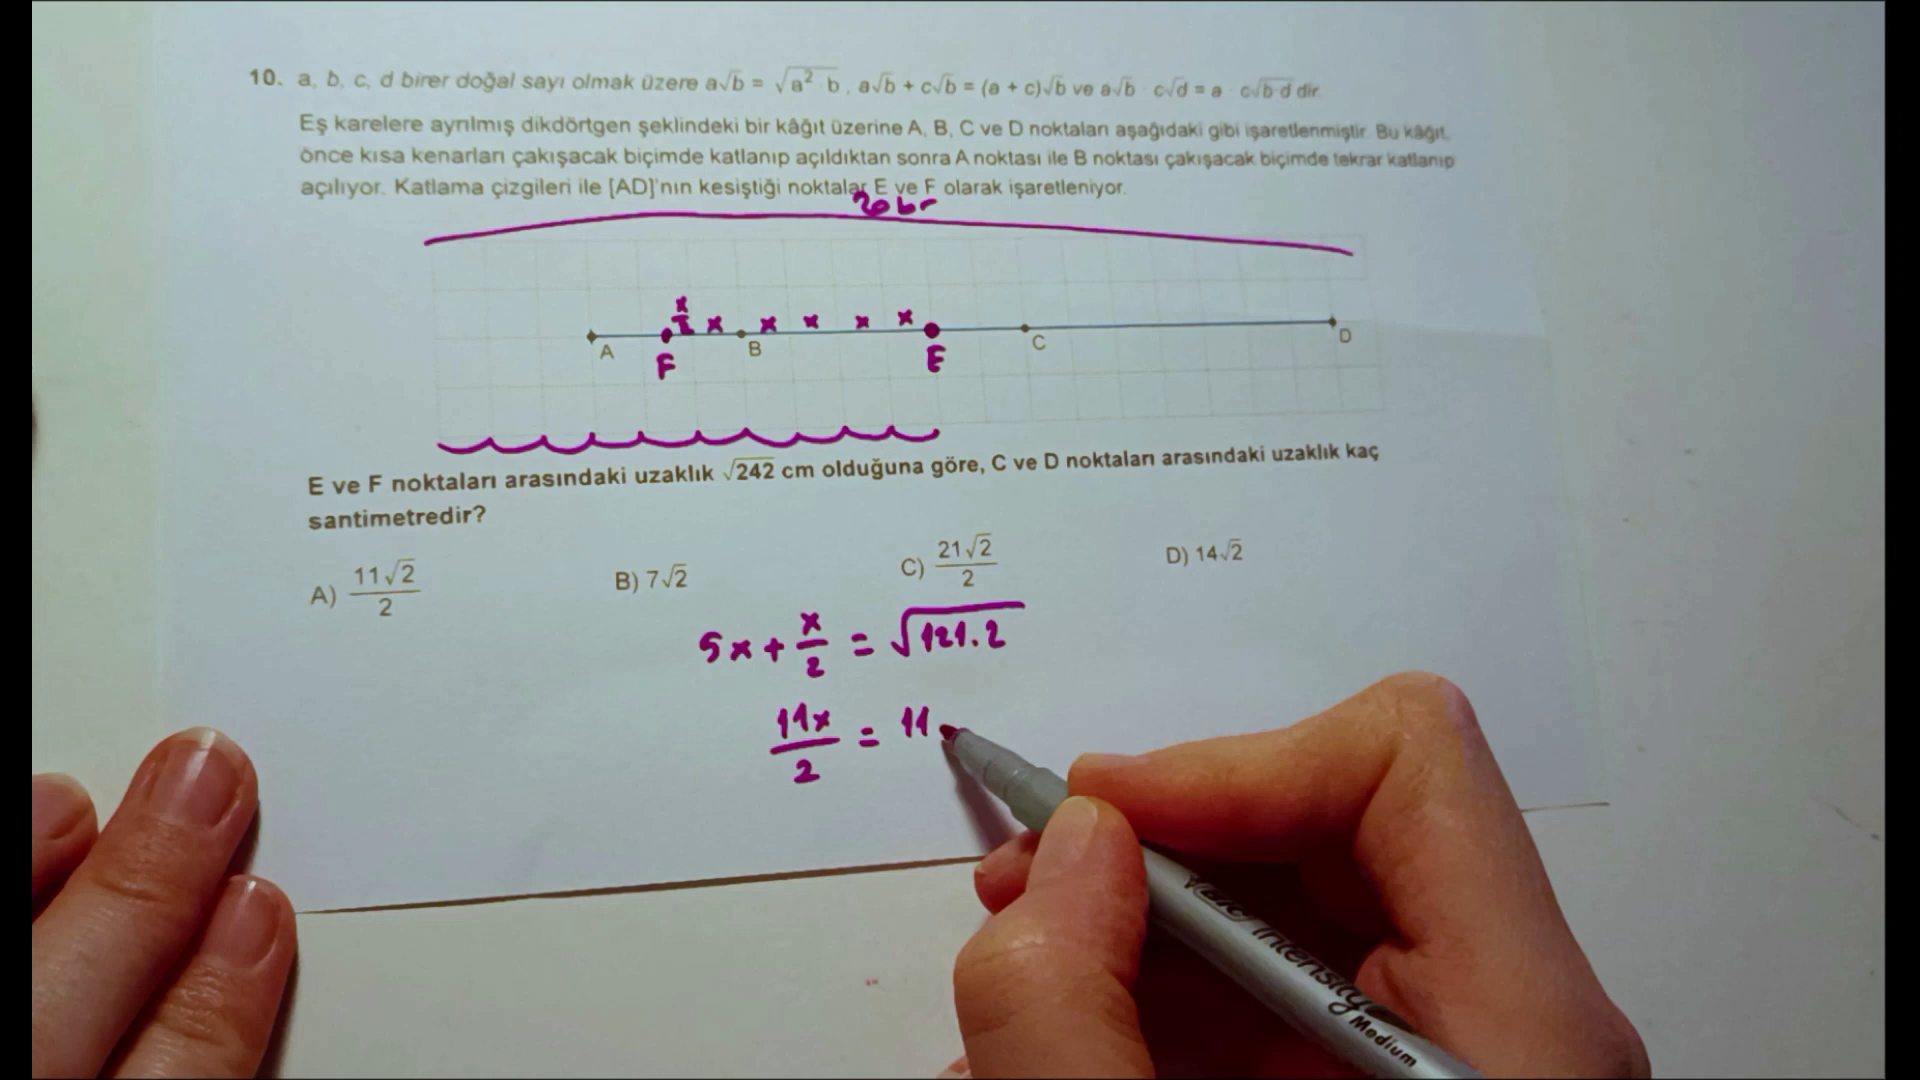 10. a, b, c, d birer doğal sayı olmak üzere a√b = √a² b , a√b + c√b = (a + c)√b ve a√b c√d = a c√b d dir.
Eş karelere ayrılmış dikdörtgen şeklindeki bir kâğıt üzerine A, B, C ve D noktaları aşağıdaki gibi işaretlenmiştir. Bu kâğıt,
önce kısa kenarları çakışacak biçimde katlanıp açıldıktan sonra A noktası ile B noktası çakışacak biçimde tekrar katlanıp
açılıyor. Katlama çizgileri ile [AD]'nın kesiştiği noktalar E ve F olarak işaretleniyor.
br
x/2 x x x x x
A F B E C D
E ve F noktaları arasındaki uzaklık √242 cm olduğuna göre, C ve D noktaları arasındaki uzaklık kaç
santimetredir?
A) 11√2/2 B) 7√2 C) 21√2/2 D) 14√2
5x + x/2 = √121.2
11x/2 = 11
BIC intensity Medium